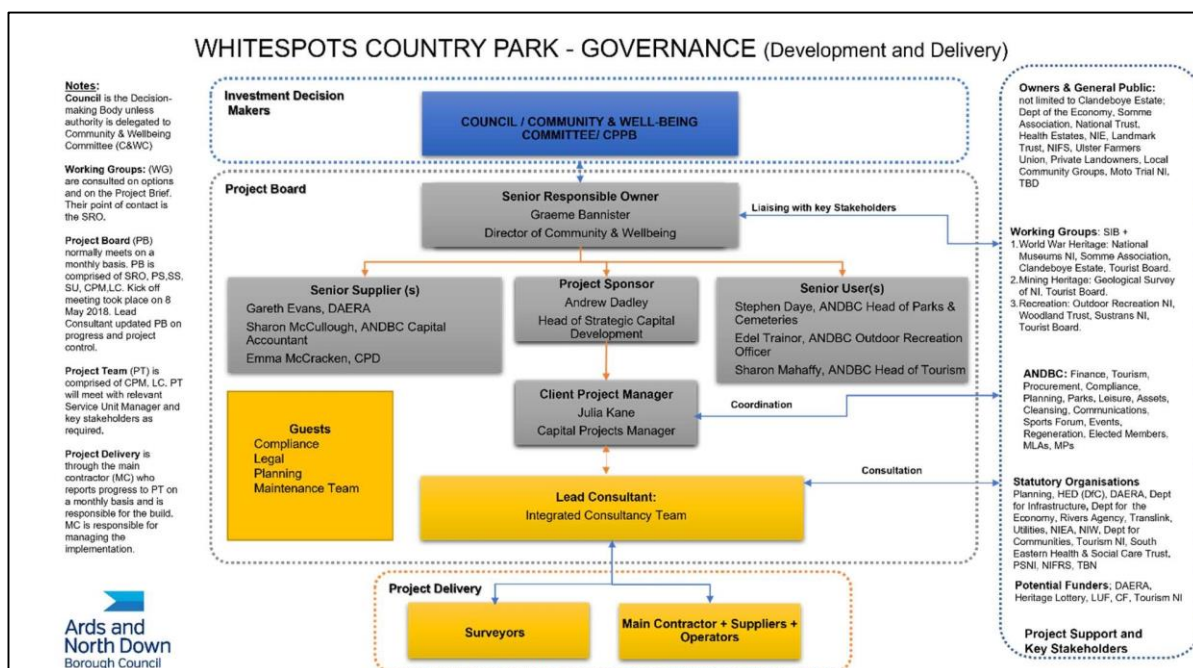 WHITESPOTS COUNTRY PARK - GOVERNANCE (Development and Delivery)
Notes:
Council is the Decision-
making Body unless
authority is delegated to
Community & Wellbeing
Committee (C&WC)
Working Groups: (WG)
are consulted on options
and on the Project Brief.
Their point of contact is
the SRO.
Project Board (PB)
normally meets on a
monthly basis. PB is
comprised of SRO, PS,SS,
SU, CPM,LC. Kick off
meeting took place on 8
May 2018. Lead
Consultant updated PB on
progress and project
control.
Project Team (PT) is
comprised of CPM, LC. PT
will meet with relevant
Service Unit Manager and
key stakeholders as
required.
Project Delivery is
through the main
contractor (MC) who
reports progress to PT on
a monthly basis and is
responsible for the build.
MC is responsible for
managing the
implementation.
Ards and
North Down
Borough Council
Investment Decision
Makers
COUNCIL / COMMUNITY & WELL-BEING
COMMITTEE/ CPPB
Project Board
Senior Responsible Owner
Graeme Bannister
Director of Community & Wellbeing
Liaising with key Stakeholders
Senior Supplier (s)
Gareth Evans, DAERA
Sharon McCullough, ANDBC Capital
Accountant
Emma McCracken, CPD
Project Sponsor
Andrew Dadley
Head of Strategic Capital
Development
Senior User(s)
Stephen Daye, ANDBC Head of Parks &
Cemeteries
Edel Trainor, ANDBC Outdoor Recreation
Officer
Sharon Mahaffy, ANDBC Head of Tourism
Client Project Manager
Julia Kane
Capital Projects Manager
Coordination
Guests
Compliance
Legal
Planning
Maintenance Team
Lead Consultant:
Integrated Consultancy Team
Consultation
Project Delivery
Surveyors
Main Contractor + Suppliers +
Operators
Owners & General Public:
not limited to Clandeboye Estate;
Dept of the Economy, Somme
Association, National Trust,
Health Estates, NIE, Landmark
Trust, NIFS, Ulster Farmers
Union, Private Landowners, Local
Community Groups, Moto Trial NI,
TBD
Working Groups: SIB +
1.World War Heritage: National
Museums NI, Somme Association,
Clandeboye Estate, Tourist Board.
2.Mining Heritage: Geological Survey
of NI, Tourist Board.
3.Recreation: Outdoor Recreation NI,
Woodland Trust, Sustrans NI,
Tourist Board.
ANDBC: Finance, Tourism,
Procurement, Compliance,
Planning, Parks, Leisure, Assets,
Cleansing, Communications,
Sports Forum, Events,
Regeneration, Elected Members,
MLAs, MPs
Statutory Organisations
Planning, HED (DfC), DAERA, Dept
for Infrastructure, Dept for the
Economy, Rivers Agency, Translink,
Utilities, NIEA, NIW, Dept for
Communities, Tourism NI, South
Eastern Health & Social Care Trust,
PSNI, NIFRS, TBN
Potential Funders; DAERA,
Heritage Lottery, LUF, CF, Tourism NI
Project Support and
Key Stakeholders